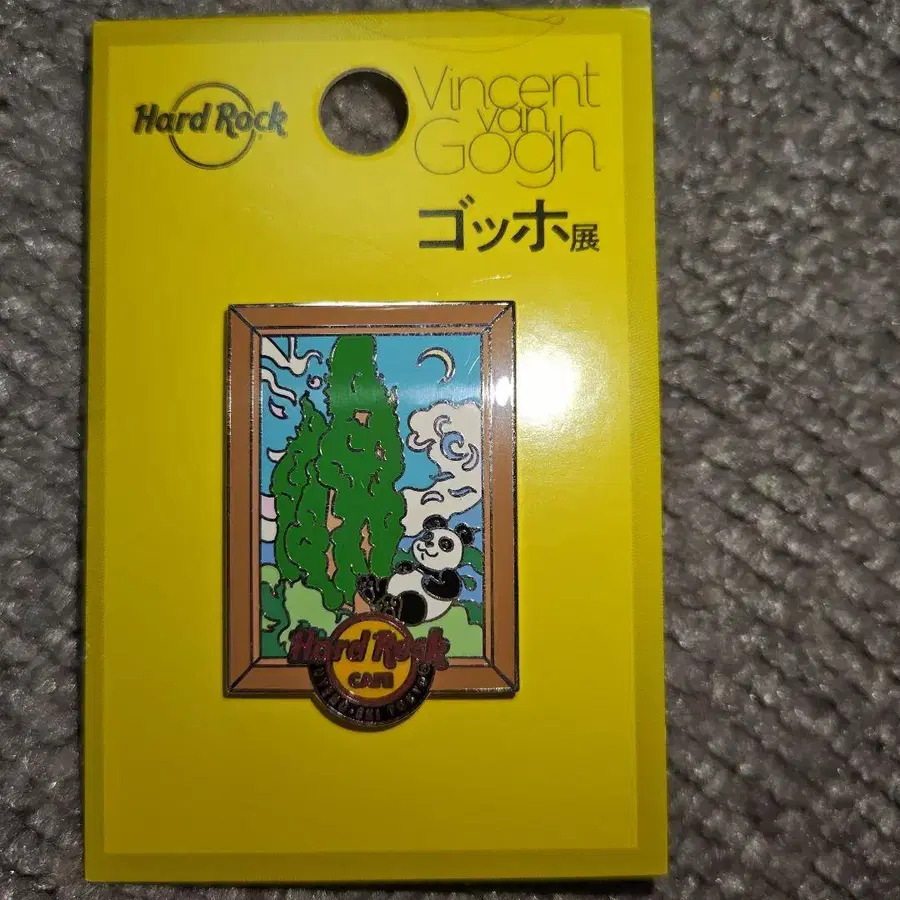 Hard Rock
Vincent
van
Gogh
ゴッホ展
Hard Rock
CAFE